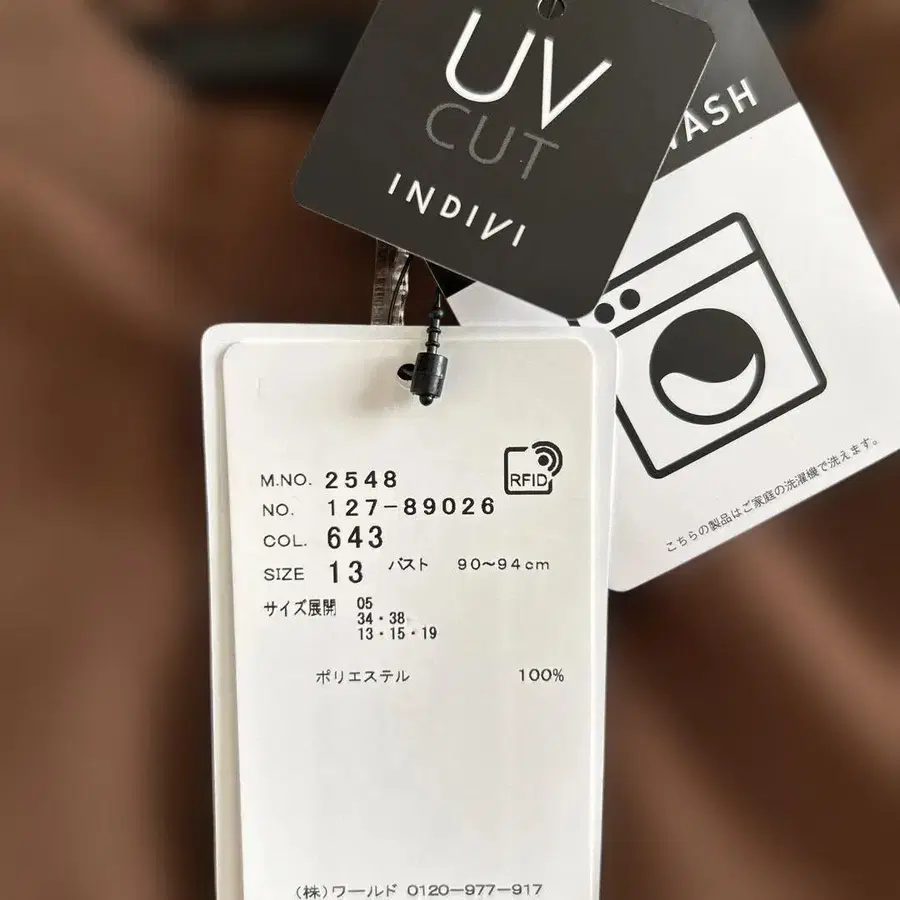 UV
CUT
INDIVI
ASH
こちらの製品はご家庭の洗濯機で洗えます。
RFID
M.NO. 2548
NO. 127-89026
COL. 643
SIZE 13 バスト 90～94cm
サイズ展開 05
34・38
13・15・19
ポリエステル 100%
(株)ワールド 0120-977-917